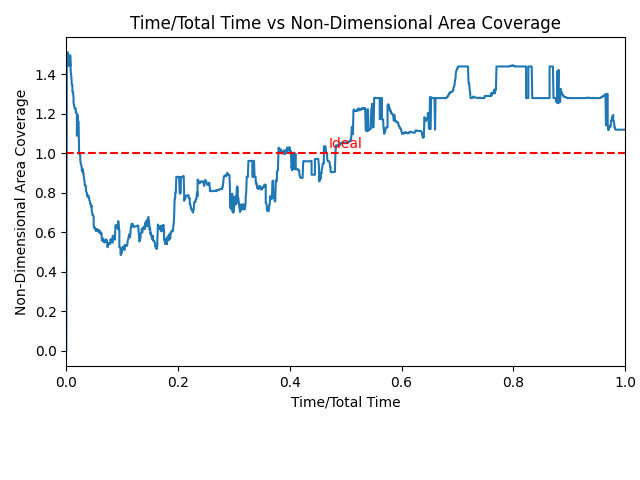 Time/Total Time vs Non-Dimensional Area Coverage
Non-Dimensional Area Coverage
1.4
1.2
1.0
0.8
0.6
0.4
0.2
0.0
Ideal
0.0 0.2 0.4 0.6 0.8 1.0
Time/Total Time